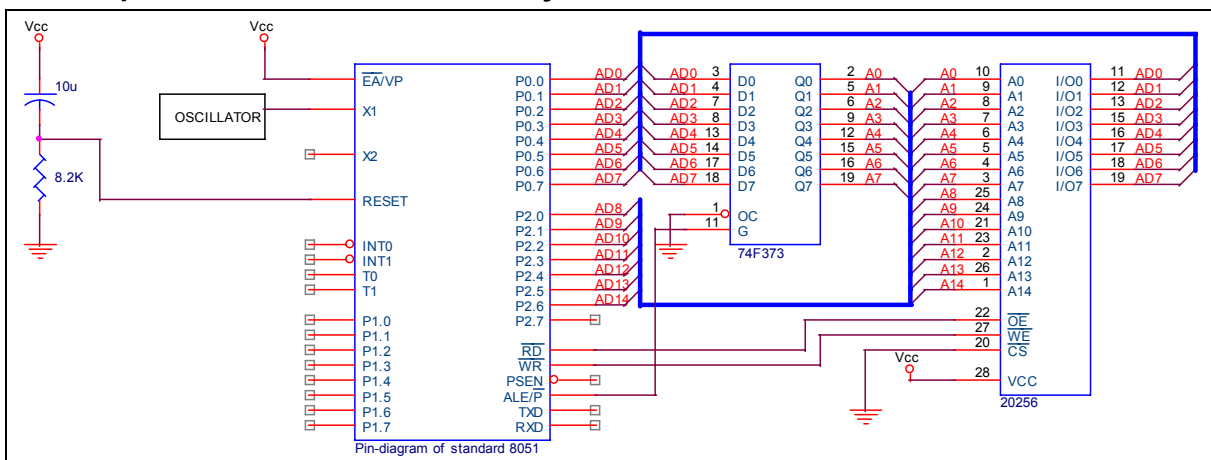 Vcc
10u
8.2K
Vcc
OSCILLATOR
EA/VP
X1
X2
RESET
INT0
INT1
T0
T1
P1.0
P1.1
P1.2
P1.3
P1.4
P1.5
P1.6
P1.7
P0.0 AD0
P0.1 AD1
P0.2 AD2
P0.3 AD3
P0.4 AD4
P0.5 AD5
P0.6 AD6
P0.7 AD7
P2.0 AD8
P2.1 AD9
P2.2 AD10
P2.3 AD11
P2.4 AD12
P2.5 AD13
P2.6 AD14
P2.7
RD
WR
PSEN
ALE/P
TXD
RXD
Pin-diagram of standard 8051
AD0 3 D0 Q0 2 A0
AD1 4 D1 Q1 5 A1
AD2 7 D2 Q2 6 A2
AD3 8 D3 Q3 9 A3
AD4 13 D4 Q4 12 A4
AD5 14 D5 Q5 15 A5
AD6 17 D6 Q6 16 A6
AD7 18 D7 Q7 19 A7
1 OC
11 G
74F373
A0 10 A0 I/O0 11 AD0
A1 9 A1 I/O1 12 AD1
A2 8 A2 I/O2 13 AD2
A3 7 A3 I/O3 15 AD3
A4 6 A4 I/O4 16 AD4
A5 5 A5 I/O5 17 AD5
A6 4 A6 I/O6 18 AD6
A7 3 A7 I/O7 19 AD7
A8 25 A8
A9 24 A9
A10 21 A10
A11 23 A11
A12 2 A12
A13 26 A13
A14 1 A14
22 OE
27 WE
20 CS
Vcc
28 VCC
20256